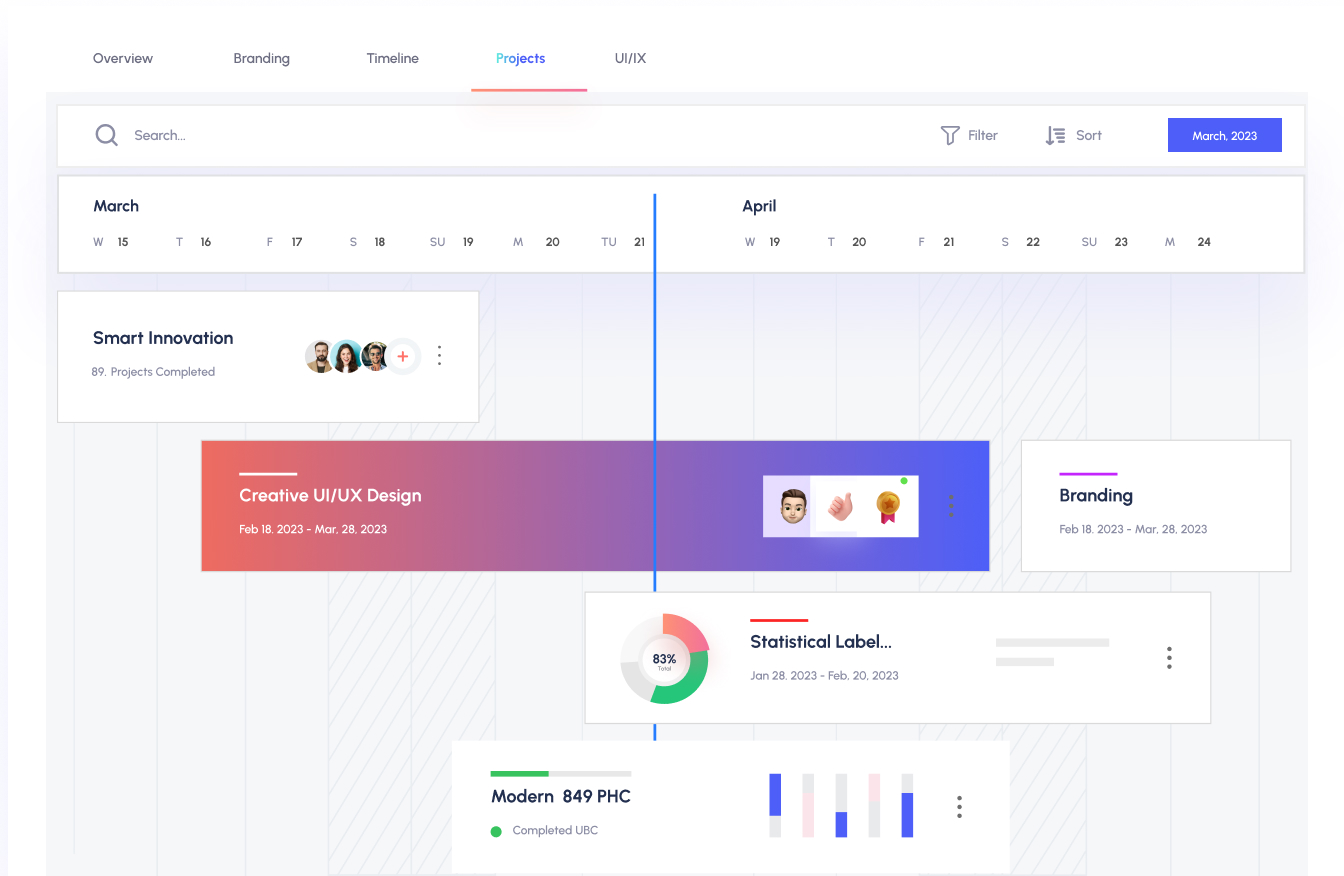 Overview Branding Timeline Projects UI/IX
Search... Filter Sort March, 2023
March April
W 15 T 16 F 17 S 18 SU 19 M 20 TU 21 W 19 T 20 F 21 S 22 SU 23 M 24
Smart Innovation
89. Projects Completed
+
Creative UI/UX Design
Feb 18. 2023 - Mar, 28, 2023
Branding
Feb 18. 2023 - Mar, 28, 2023
83%
Total
Statistical Label...
Jan 28. 2023 - Feb, 20, 2023
Modern 849 PHC
Completed UBC